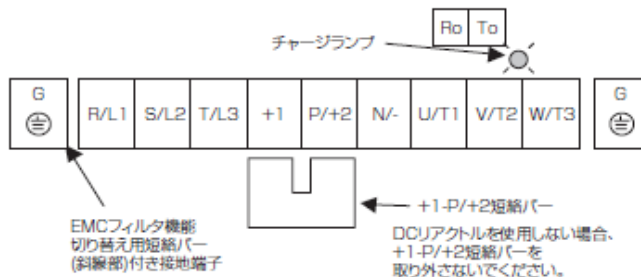 Ro To
チャージランプ
G R/L1 S/L2 T/L3 +1 P/+2 N/- U/T1 V/T2 W/T3 G
EMCフィルタ機能
切り替え用短絡バー
(斜線部)付き接地端子
+1-P/+2短絡バー
DCリアクトルを使用しない場合、
+1-P/+2短絡バーを
取り外さないでください。